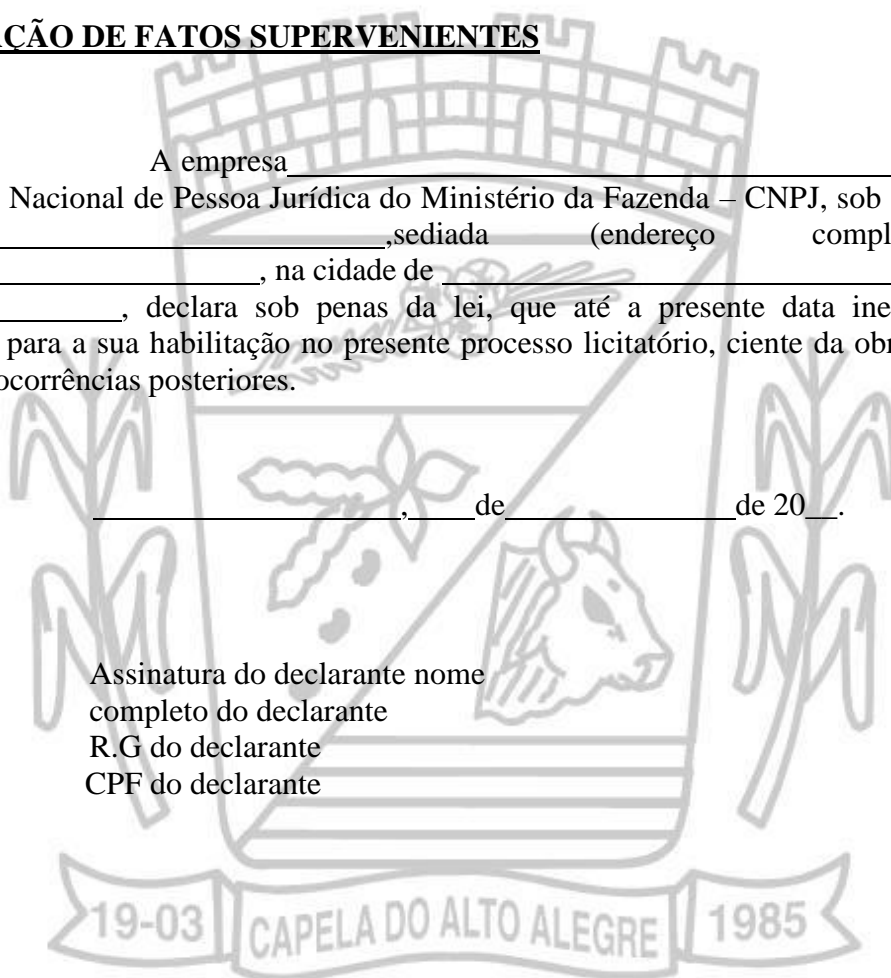 AÇÃO DE FATOS SUPERVENIENTES
A empresa
Nacional de Pessoa Jurídica do Ministério da Fazenda – CNPJ, sob
,sediada (endereço compl
, na cidade de
, declara sob penas da lei, que até a presente data ine
para a sua habilitação no presente processo licitatório, ciente da obr
ocorrências posteriores.
, de de 20__.
Assinatura do declarante nome
completo do declarante
R.G do declarante
CPF do declarante
19-03 CAPELA DO ALTO ALEGRE 1985